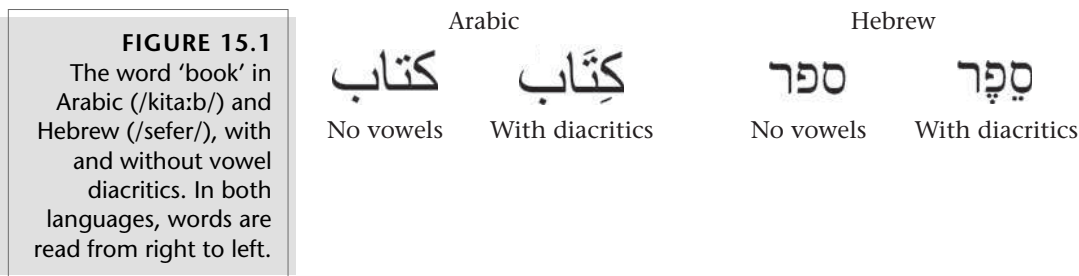 FIGURE 15.1
The word ‘book’ in
Arabic (/kitaːb/) and
Hebrew (/sefer/), with
and without vowel
diacritics. In both
languages, words are
read from right to left.
Arabic
كتاب كِتَاب
No vowels With diacritics
Hebrew
ספר סֵפֶר
No vowels With diacritics